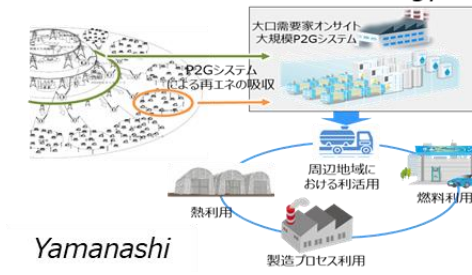 大口需要家オンサイト
大規模P2Gシステム
P2Gシステム
による再エネの吸収
周辺地域に
おける利活用
熱利用
燃料利用
製造プロセス利用
Yamanashi